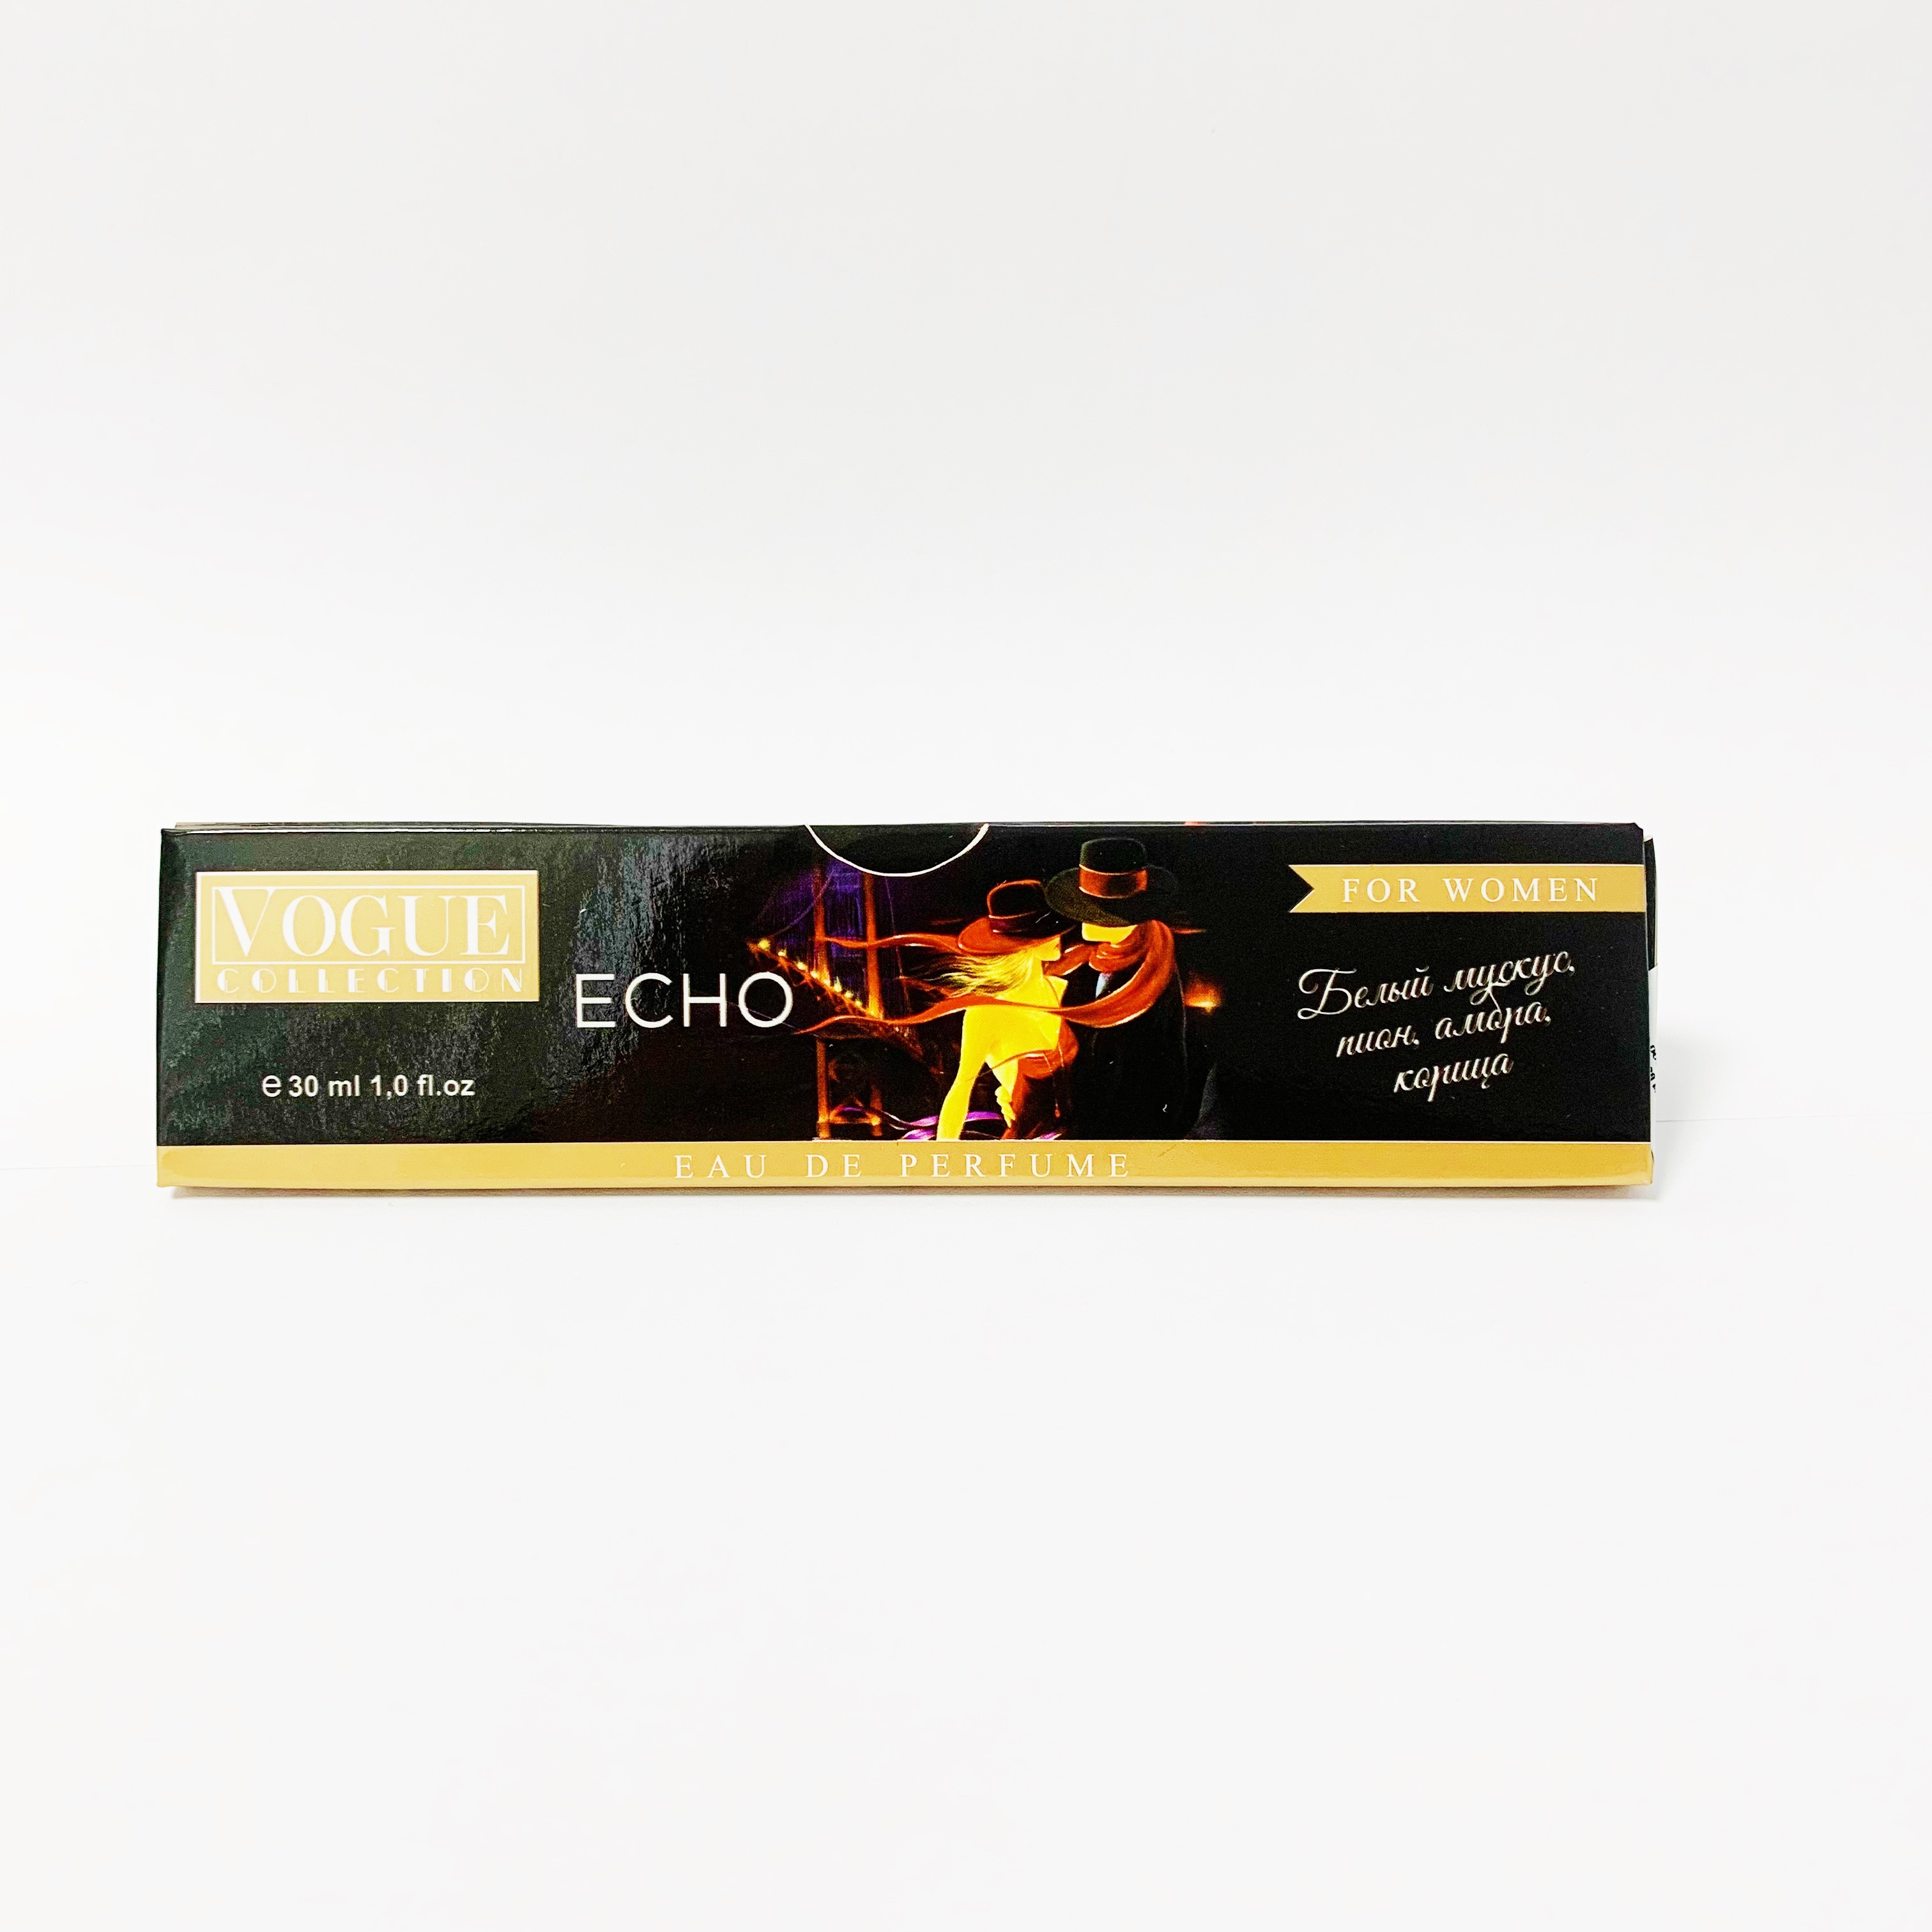 VOGUE
COLLECTION
ECHO
e 30 ml 1,0 fl.oz
FOR WOMEN
Белый мускус,
пион, амбра,
корица
EAU DE PERFUME